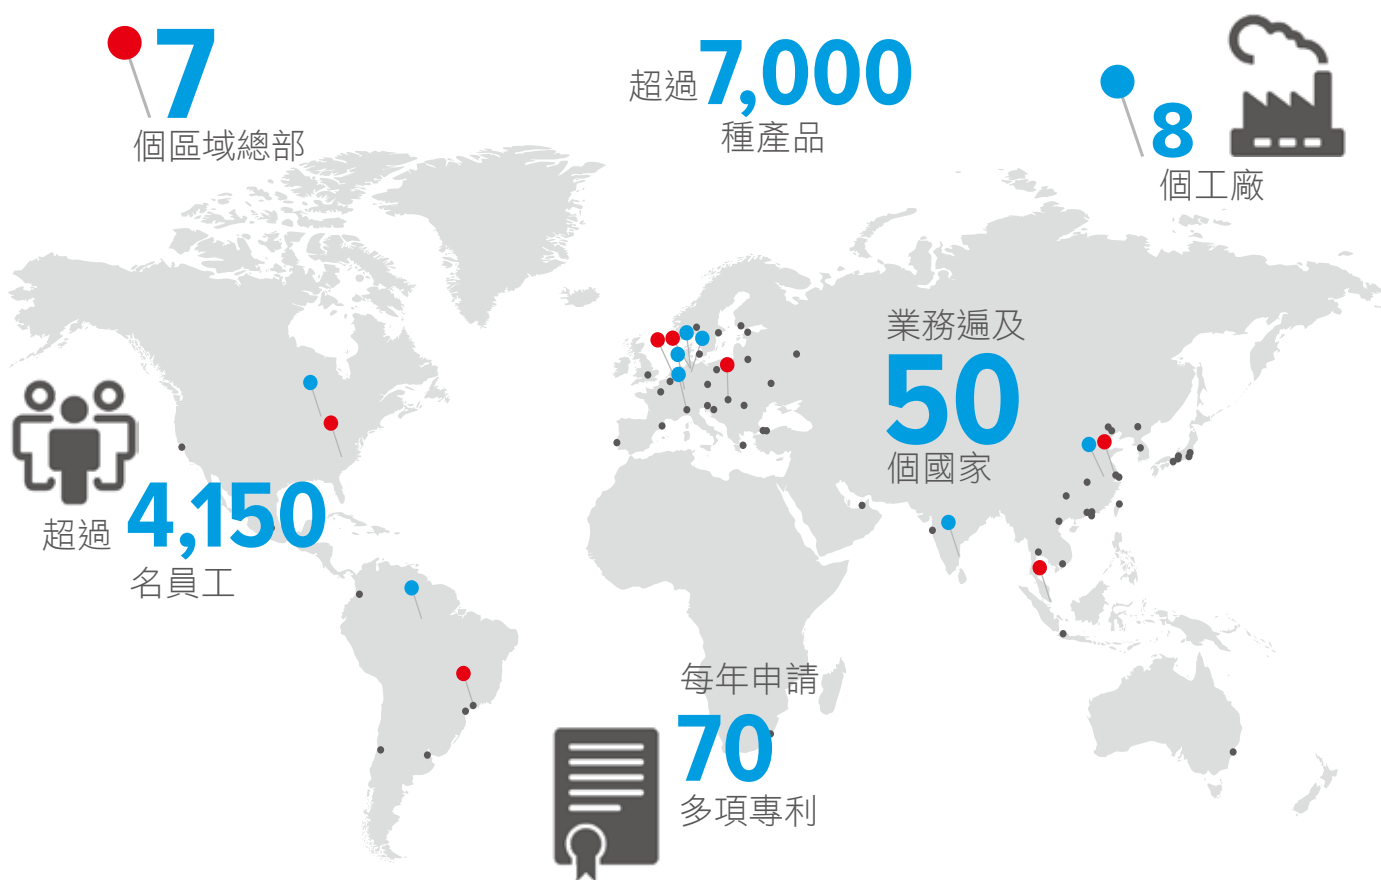 7
個區域總部
超過7,000
種產品
8
個工廠
業務遍及
50
個國家
超過 4,150
名員工
每年申請
70
多項專利